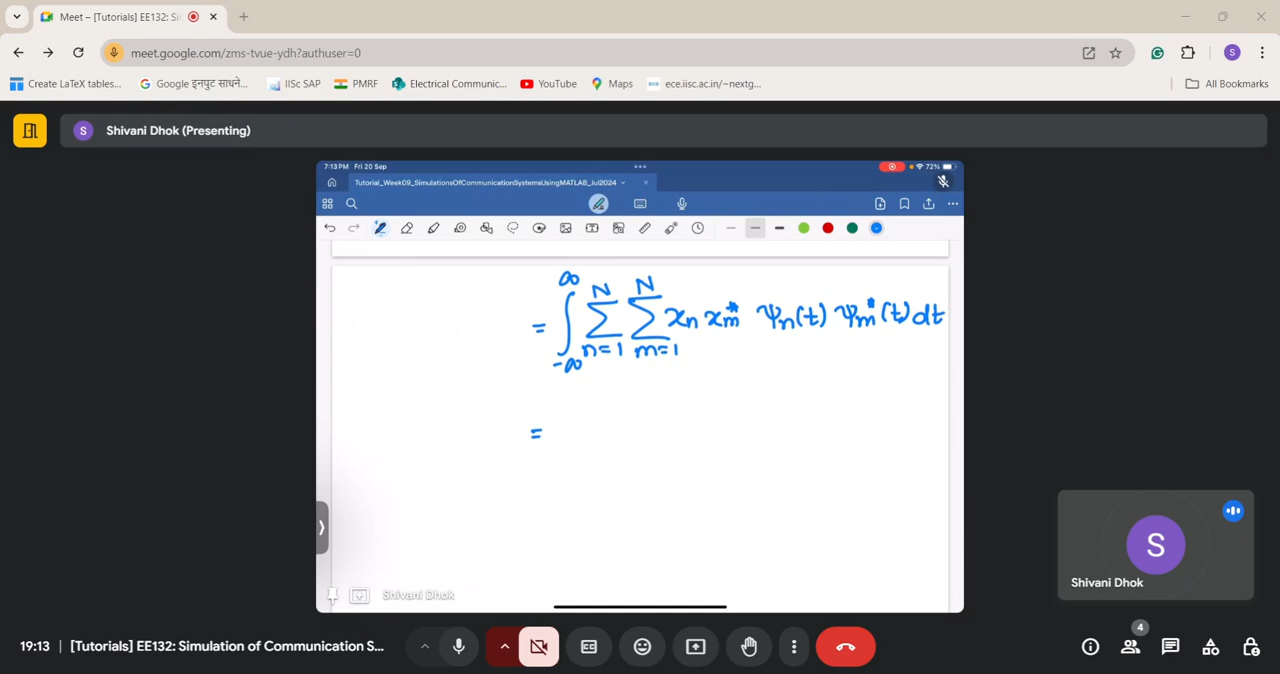 Meet – [Tutorials] EE132: Si
meet.google.com/zms-tvue-ydh?authuser=0
Create LaTeX tables... Google इनपुट साधने... IISc SAP PMRF Electrical Communic... YouTube Maps ece.iisc.ac.in/~nextg... All Bookmarks
S Shivani Dhok (Presenting)
7:13 PM Fri 20 Sep 72%
Tutorial_Week09_SimulationsOfCommunicationSystemsUsingMATLAB_Jul2024
= ∫_{-∞}^{∞} ∑_{n=1}^{N} ∑_{m=1}^{N} x_n x_m^* ψ_n(t) ψ_m^*(t) dt
=
Shivani Dhok
S
Shivani Dhok
4
19:13 | [Tutorials] EE132: Simulation of Communication S...